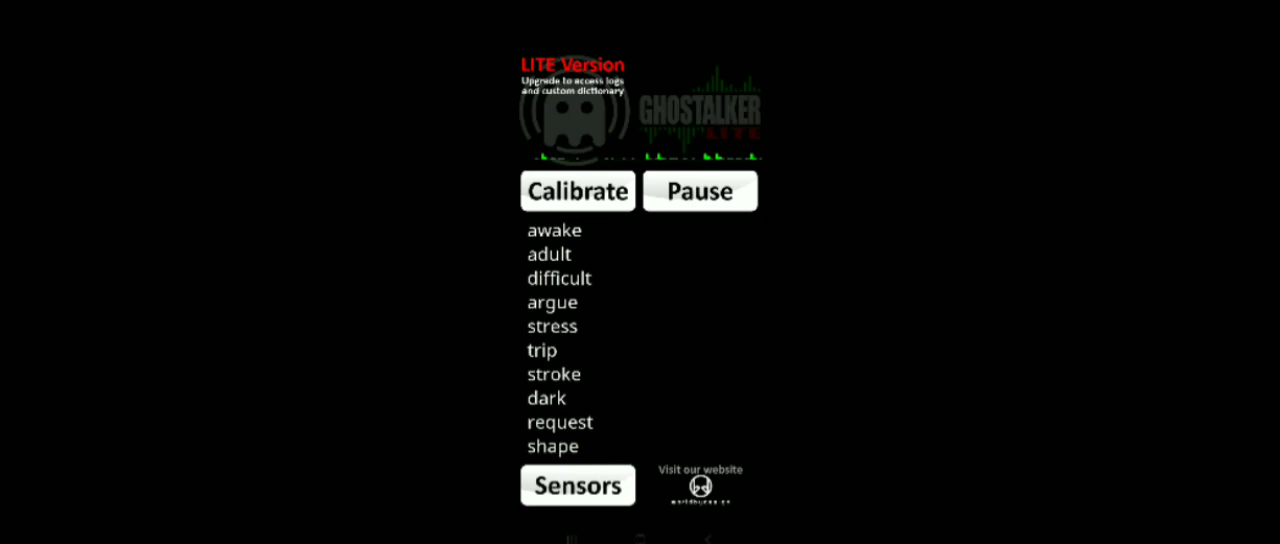 LITE Version
Upgrade to access logs
and custom dictionary
GHOSTALKER
LITE
Calibrate
Pause
awake
adult
difficult
argue
stress
trip
stroke
dark
request
shape
Sensors
Visit our website